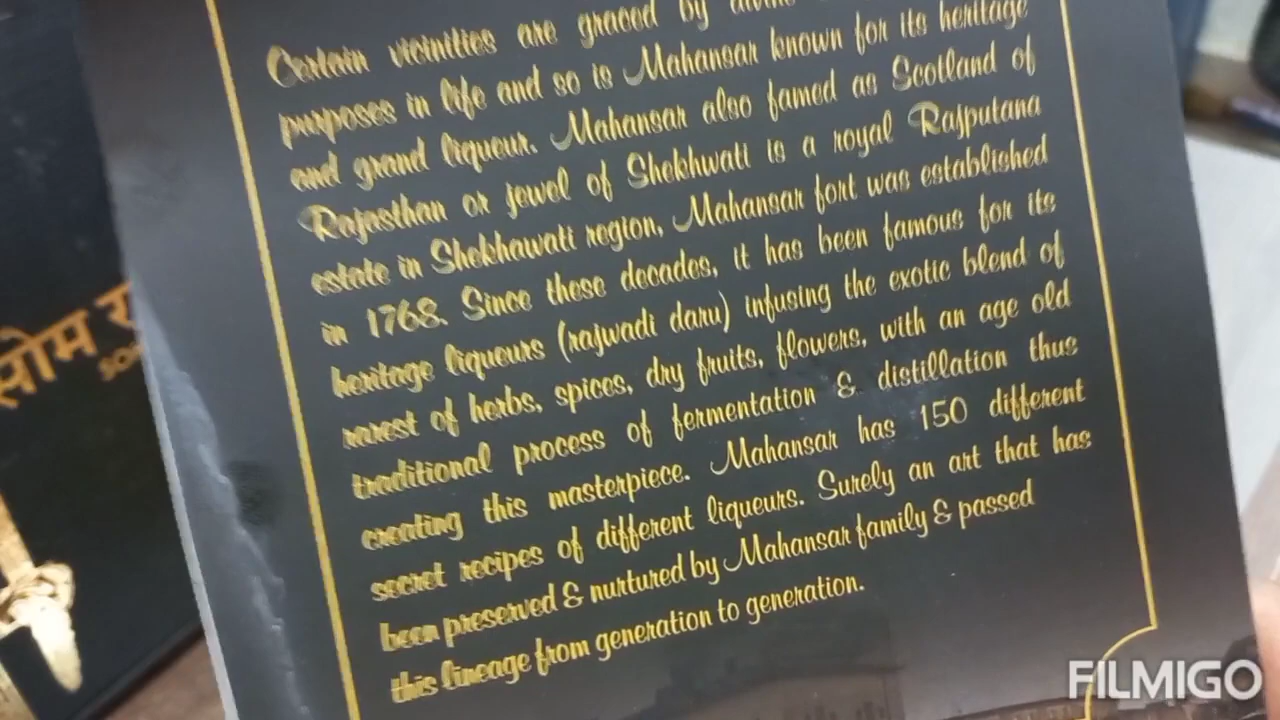 Certain vicinities are graced by
purposes in life and so is Mahansar known for its heritage
and grand liqueur. Mahansar also famed as Scotland of
Rajasthan or jewel of Shekhwati is a royal Rajputana
estate in Shekhawati region, Mahansar fort was established
in 1768. Since these decades, it has been famous for its
heritage liqueurs (rajwadi daru) infusing the exotic blend of
rarest of herbs, spices, dry fruits, flowers, with an age old
traditional process of fermentation & distillation thus
creating this masterpiece. Mahansar has 150 different
secret recipes of different liqueurs. Surely an art that has
been preserved & nurtured by Mahansar family & passed
this lineage from generation to generation.
सोम
FILMIGO